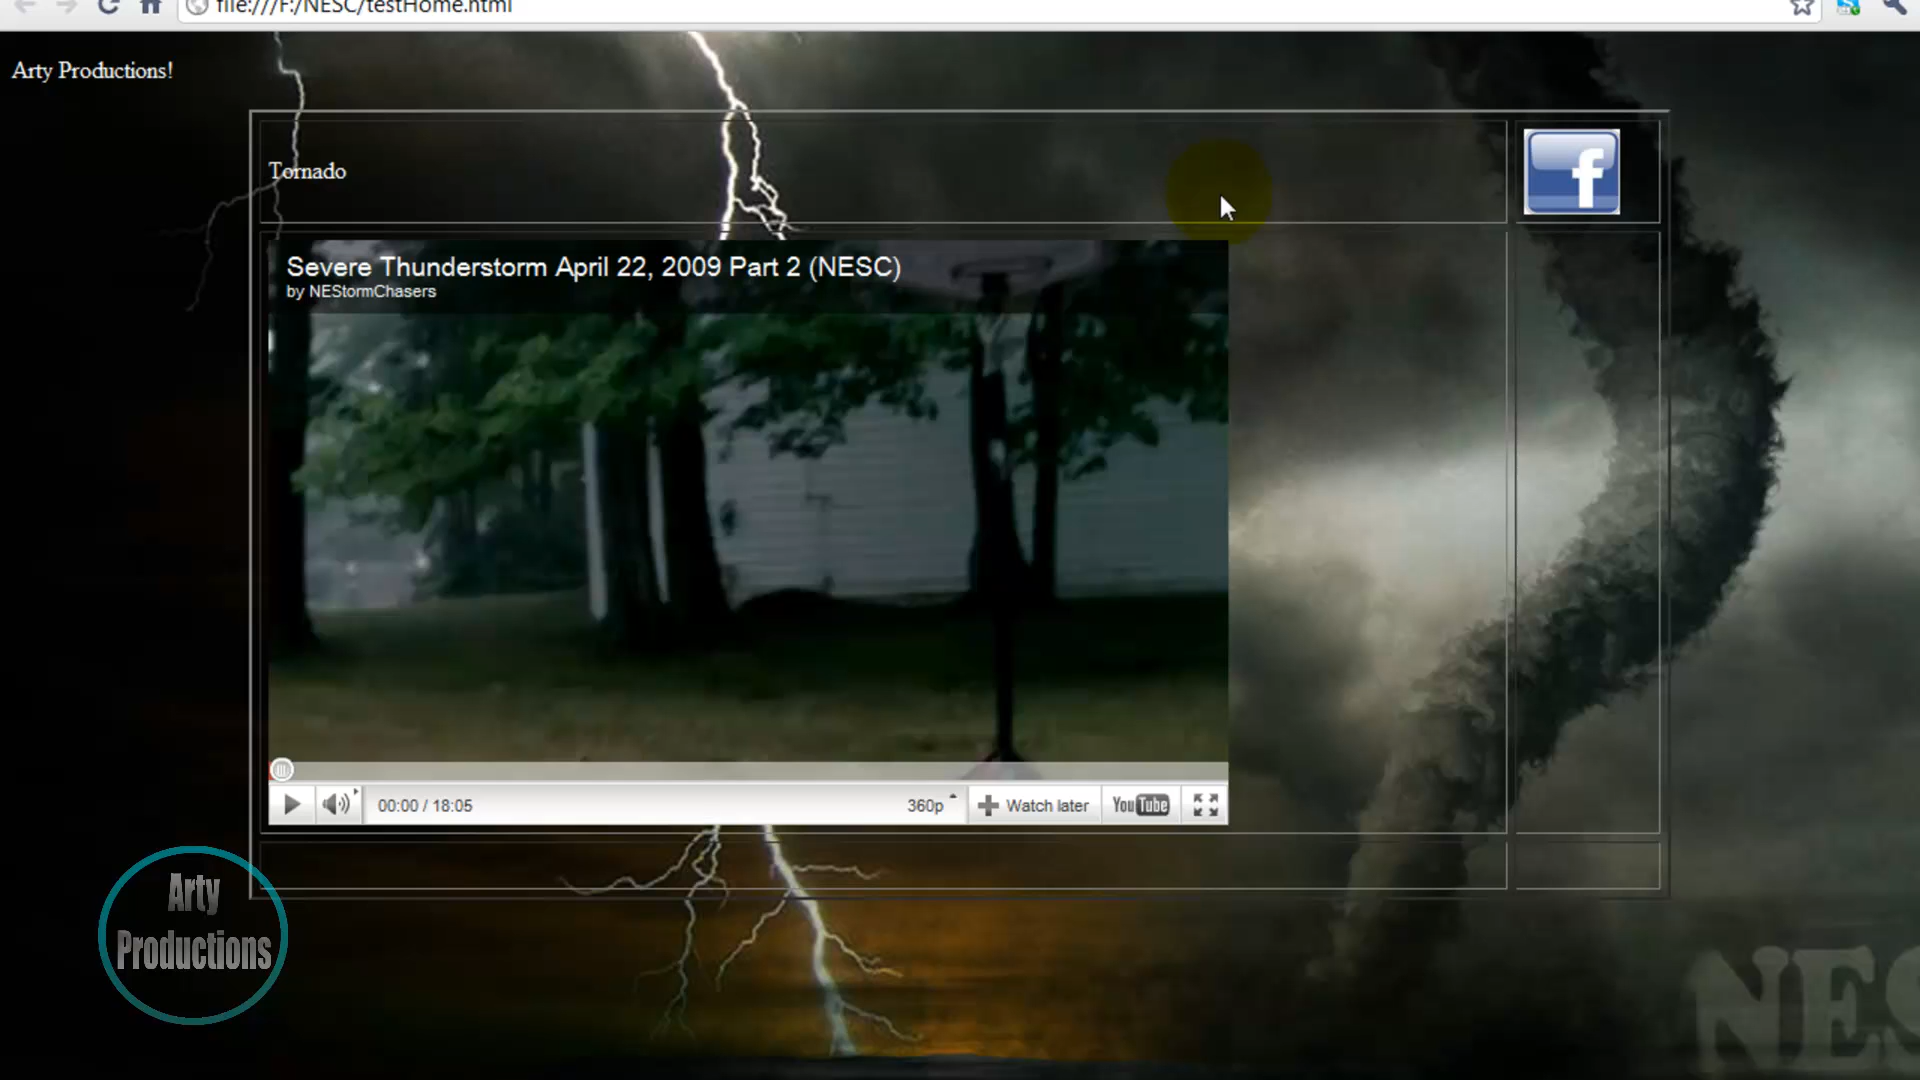 file:///F:/NESC/testHome.html
Arty Productions!
Tornado
f
Severe Thunderstorm April 22, 2009 Part 2 (NESC)
by NEStormChasers
00:00 / 18:05
360p
Watch later
YouTube
Arty
Productions
NES